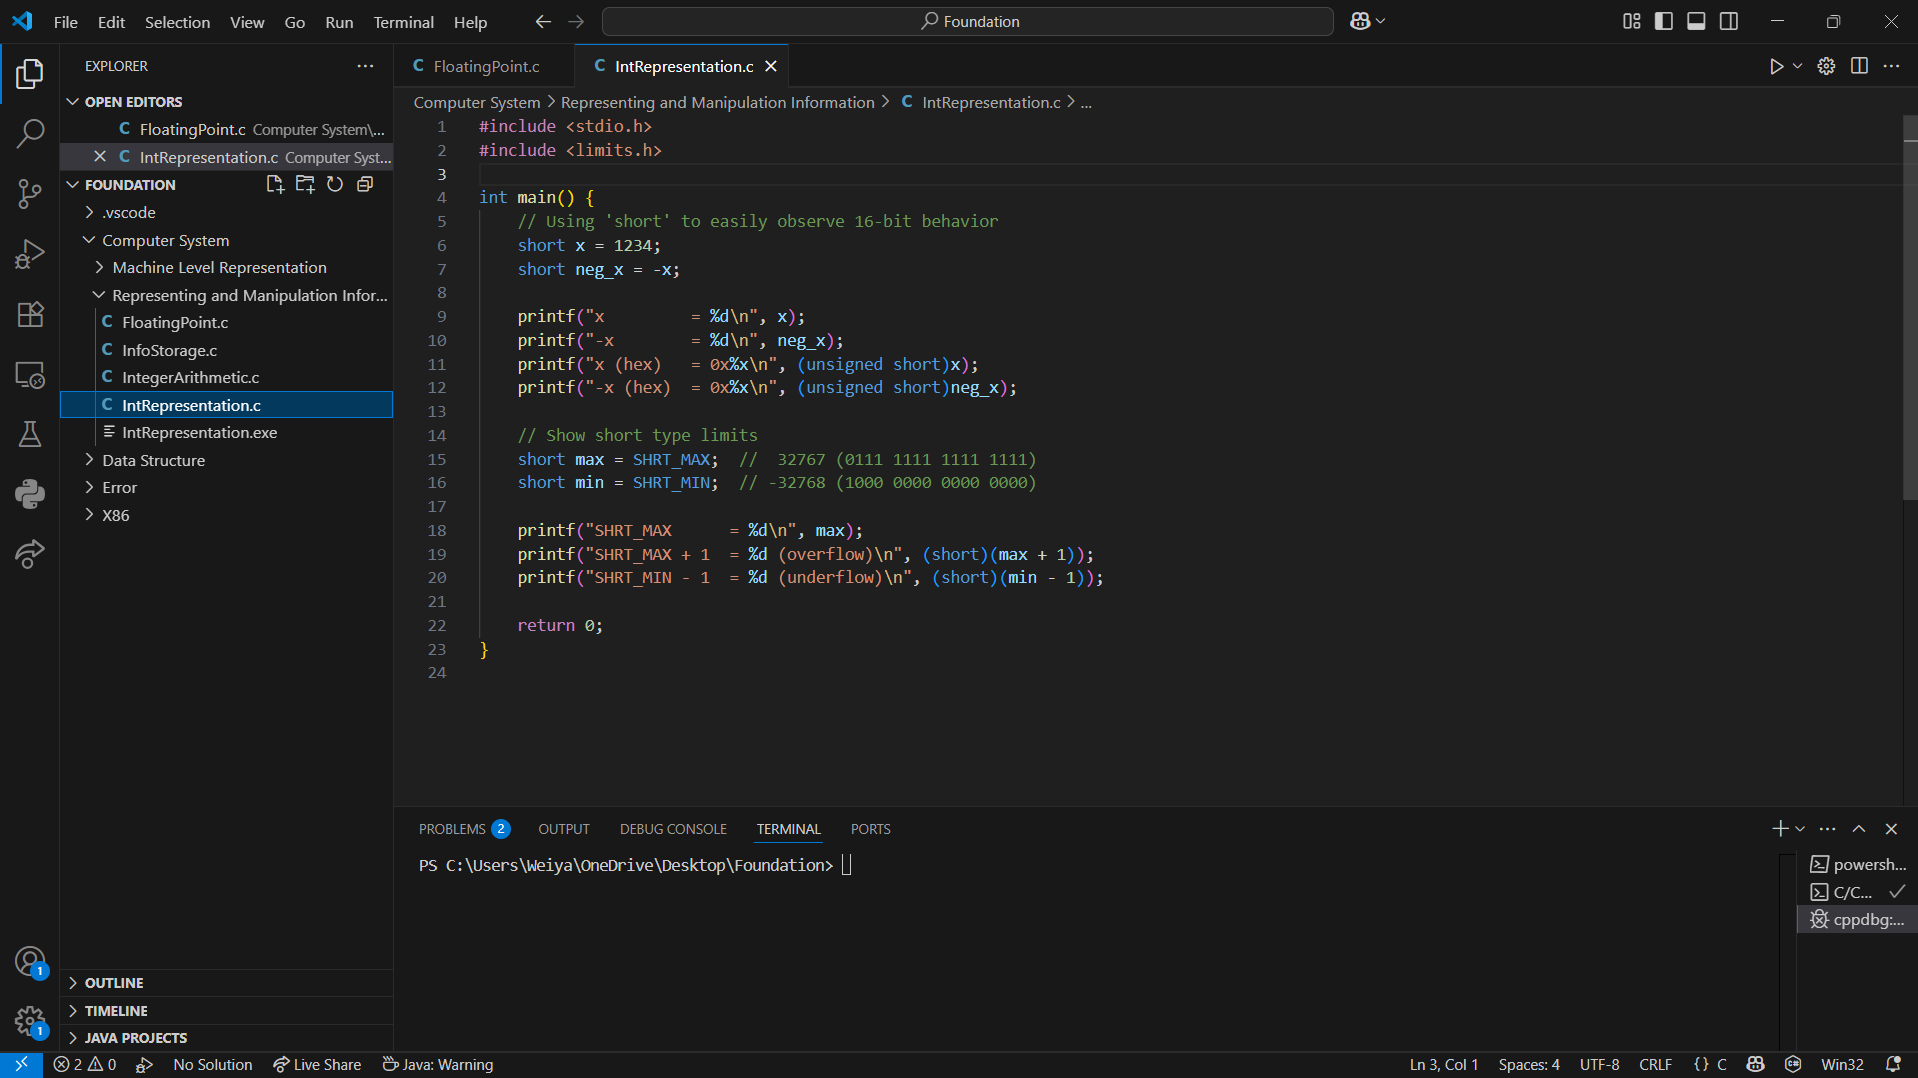 File Edit Selection View Go Run Terminal Help
Foundation
EXPLORER
OPEN EDITORS
C FloatingPoint.c Computer System\...
C IntRepresentation.c Computer Syst...
FOUNDATION
.vscode
Computer System
Machine Level Representation
Representing and Manipulation Infor...
C FloatingPoint.c
C InfoStorage.c
C IntegerArithmetic.c
C IntRepresentation.c
IntRepresentation.exe
Data Structure
Error
X86
OUTLINE
TIMELINE
JAVA PROJECTS
1
1
C FloatingPoint.c
C IntRepresentation.c
Computer System > Representing and Manipulation Information > C IntRepresentation.c > ...
1 #include <stdio.h>
2 #include <limits.h>
3
4 int main() {
5 // Using 'short' to easily observe 16-bit behavior
6 short x = 1234;
7 short neg_x = -x;
8
9 printf("x         = %d\n", x);
10 printf("-x        = %d\n", neg_x);
11 printf("x (hex)   = 0x%x\n", (unsigned short)x);
12 printf("-x (hex)  = 0x%x\n", (unsigned short)neg_x);
13
14 // Show short type limits
15 short max = SHRT_MAX;  //  32767 (0111 1111 1111 1111)
16 short min = SHRT_MIN;  // -32768 (1000 0000 0000 0000)
17
18 printf("SHRT_MAX      = %d\n", max);
19 printf("SHRT_MAX + 1  = %d (overflow)\n", (short)(max + 1));
20 printf("SHRT_MIN - 1  = %d (underflow)\n", (short)(min - 1));
21
22 return 0;
23 }
24
PROBLEMS 2 OUTPUT DEBUG CONSOLE TERMINAL PORTS
PS C:\Users\Weiya\OneDrive\Desktop\Foundation>
powersh...
C/C...
cppdbg:...
2 0 No Solution Live Share Java: Warning Ln 3, Col 1 Spaces: 4 UTF-8 CRLF {} C Win32